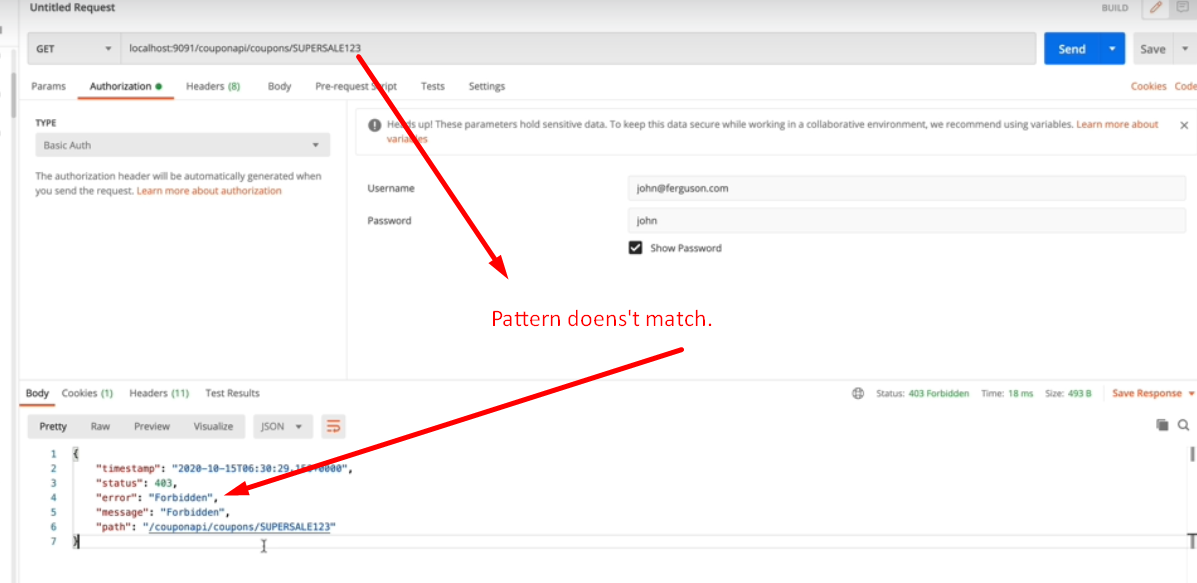 Untitled Request
BUILD
GET localhost:9091/couponapi/coupons/SUPERSALE123 Send Save
Params Authorization Headers (8) Body Pre-request Script Tests Settings Cookies Code
TYPE
Basic Auth
The authorization header will be automatically generated when
you send the request. Learn more about authorization
Heads up! These parameters hold sensitive data. To keep this data secure while working in a collaborative environment, we recommend using variables. Learn more about
variables
Username john@ferguson.com
Password john
Show Password
Pattern doens't match.
Body Cookies (1) Headers (11) Test Results Status: 403 Forbidden Time: 18 ms Size: 493 B Save Response
Pretty Raw Preview Visualize JSON
1 {
2 "timestamp": "2020-10-15T06:30:29.     +0000",
3 "status": 403,
4 "error": "Forbidden",
5 "message": "Forbidden",
6 "path": "/couponapi/coupons/SUPERSALE123"
7 }